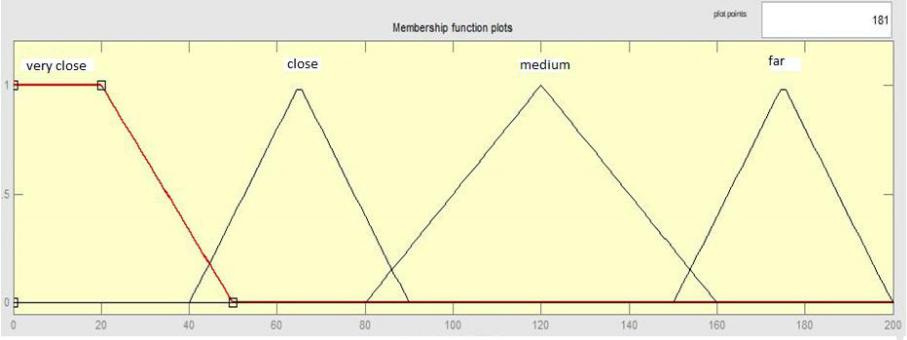 plot points
181
Membership function plots
very close
close
medium
far
1
.5
0
0 20 40 60 80 100 120 140 160 180 200